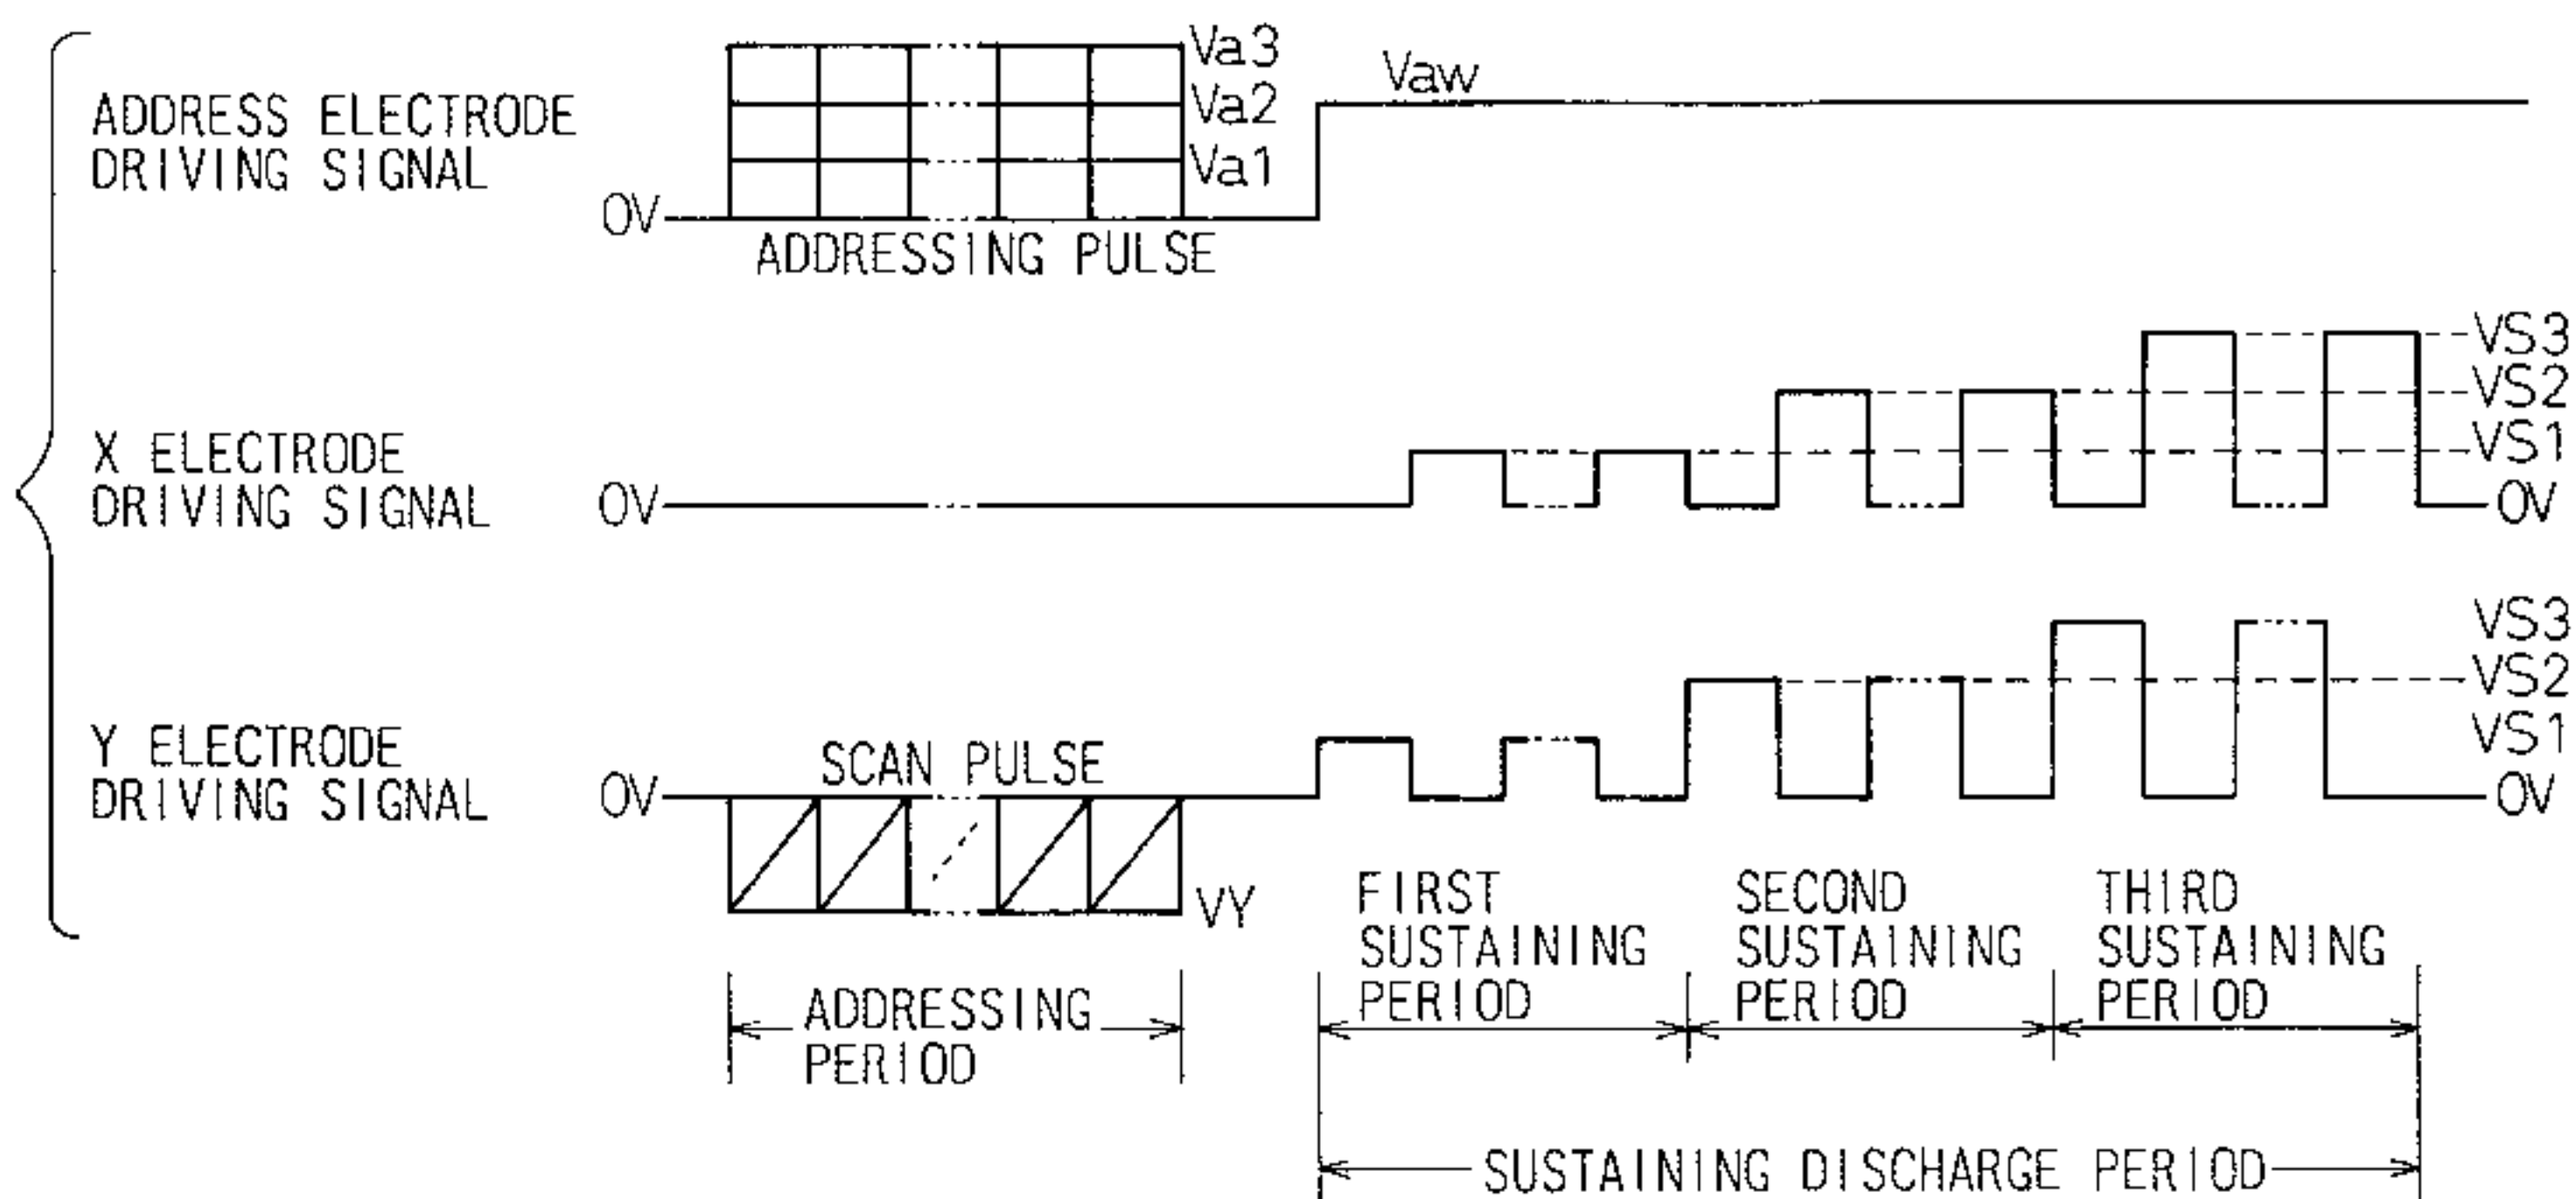 ADDRESS ELECTRODE
DRIVING SIGNAL
0V
Va3
Va2
Va1
ADDRESSING PULSE
Vaw
X ELECTRODE
DRIVING SIGNAL
0V
VS3
VS2
VS1
0V
Y ELECTRODE
DRIVING SIGNAL
0V
SCAN PULSE
VY
VS3
VS2
VS1
0V
ADDRESSING
PERIOD
FIRST
SUSTAINING
PERIOD
SECOND
SUSTAINING
PERIOD
THIRD
SUSTAINING
PERIOD
SUSTAINING DISCHARGE PERIOD